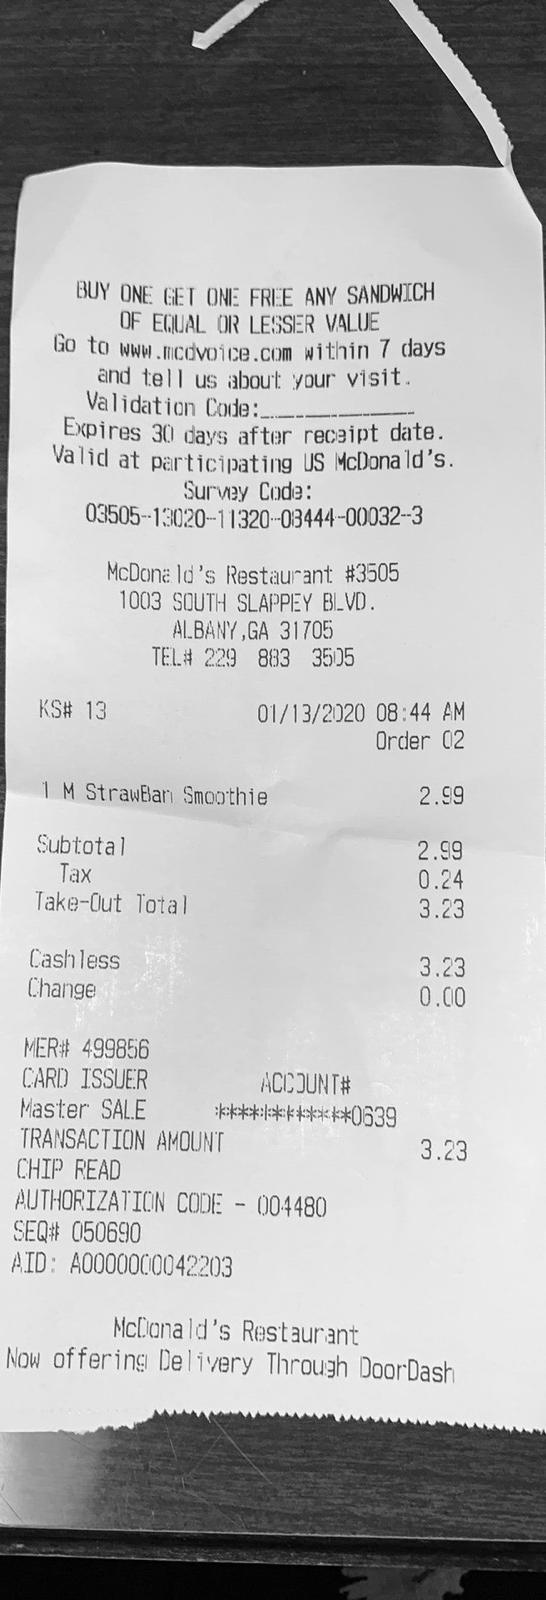 BUY ONE GET ONE FREE ANY SANDWICH
OF EQUAL OR LESSER VALUE
Go to www.mcdvoice.com within 7 days
and tell us about your visit.
Validation Code:_______________
Expires 30 days after receipt date.
Valid at participating US McDonald's.
Survey Code:
03505-13020-11320-08444-00032-3
McDonald's Restaurant #3505
1003 SOUTH SLAPPEY BLVD.
ALBANY,GA 31705
TEL# 229 883 3505
KS# 13 01/13/2020 08:44 AM
Order 02
1 M StrawBan Smoothie 2.99
Subtotal 2.99
Tax 0.24
Take-Out Total 3.23
Cashless 3.23
Change 0.00
MER# 499856
CARD ISSUER ACCOUNT#
Master SALE ************0639
TRANSACTION AMOUNT 3.23
CHIP READ
AUTHORIZATION CODE - 004480
SEQ# 050690
AID: A0000000042203
McDonald's Restaurant
Now offering Delivery Through DoorDash